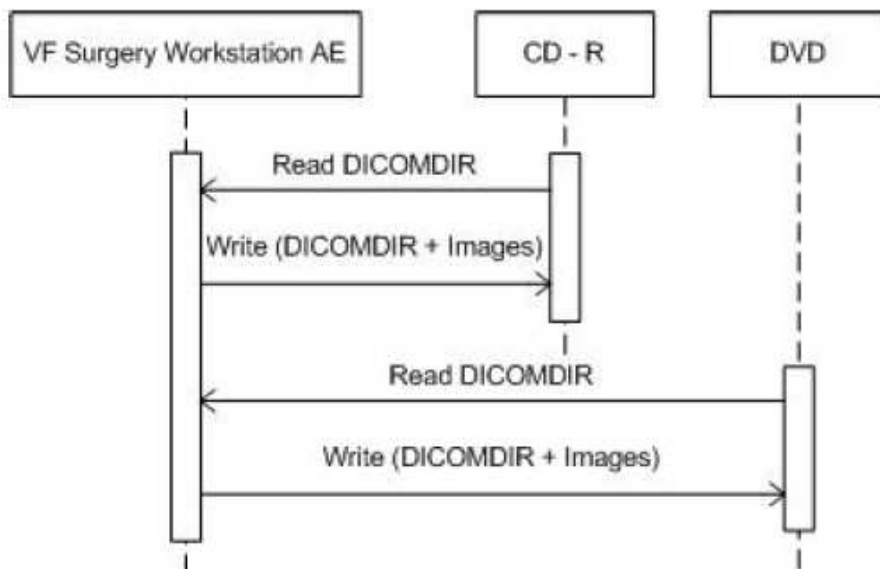 VF Surgery Workstation AE
CD - R
DVD
Read DICOMDIR
Write (DICOMDIR + Images)
Read DICOMDIR
Write (DICOMDIR + Images)